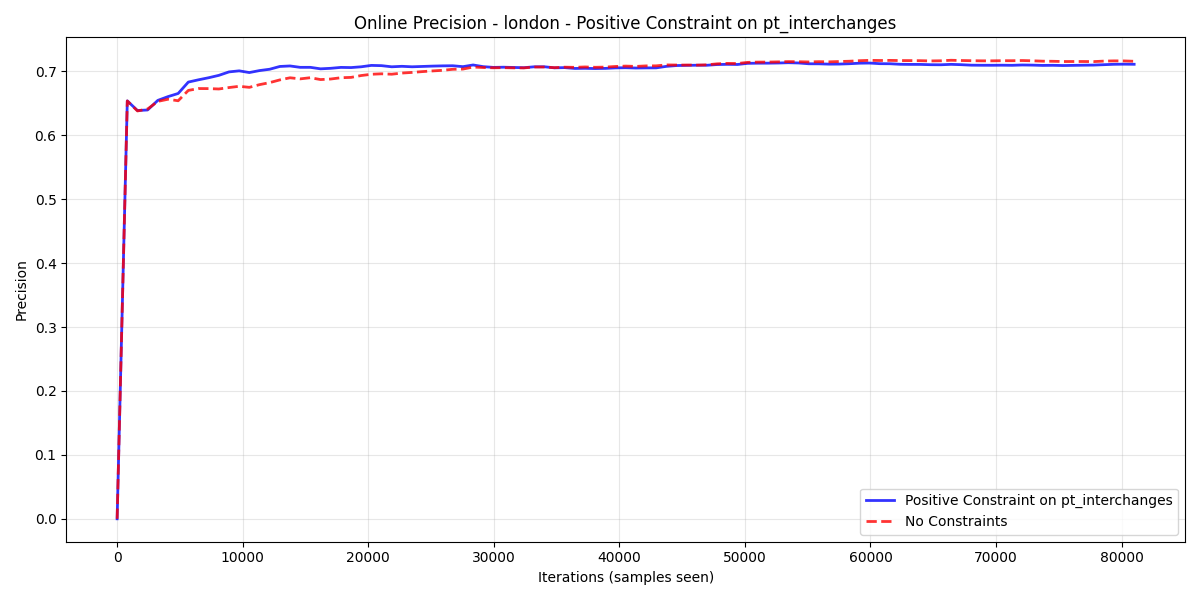 Online Precision - london - Positive Constraint on pt_interchanges
Precision
0.7
0.6
0.5
0.4
0.3
0.2
0.1
0.0
Positive Constraint on pt_interchanges
No Constraints
0 10000 20000 30000 40000 50000 60000 70000 80000
Iterations (samples seen)